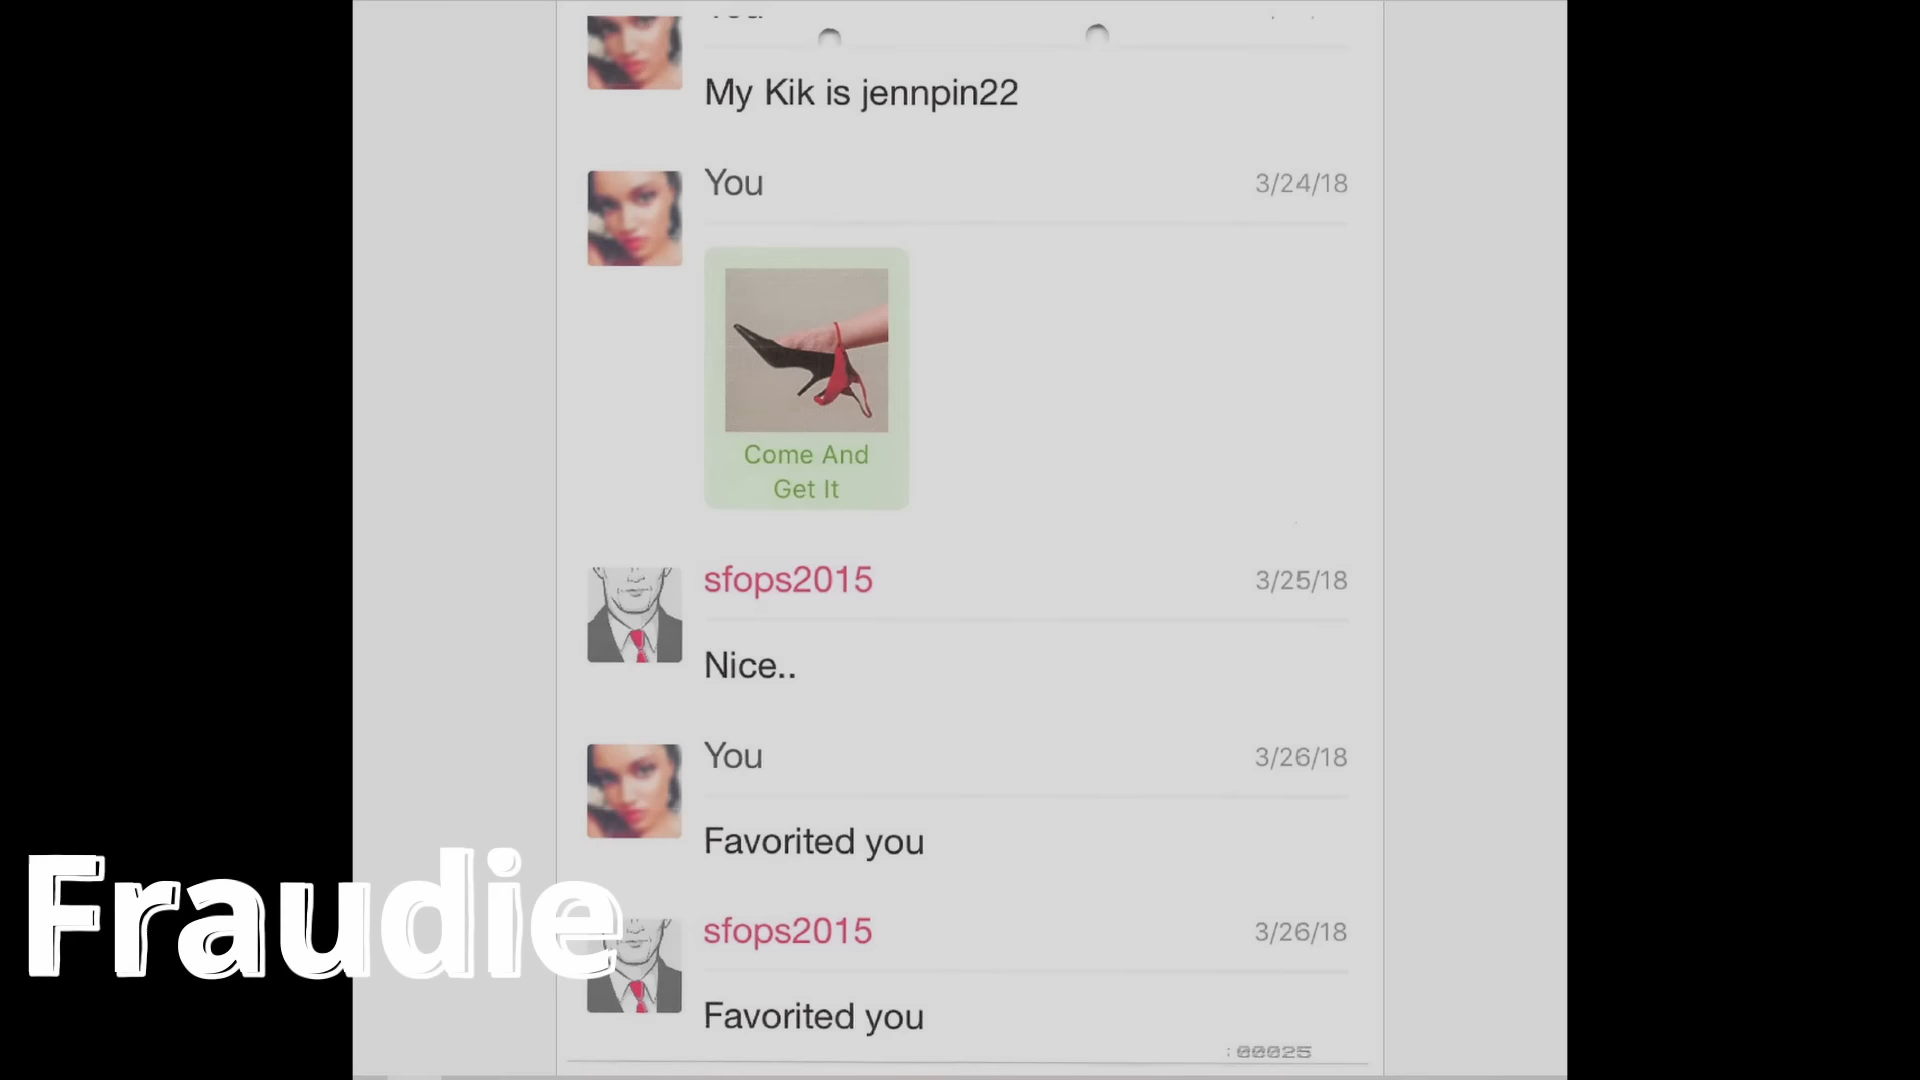 My Kik is jennpin22
You 3/24/18
Come And
Get It
sfops2015 3/25/18
Nice..
You 3/26/18
Favorited you
sfops2015 3/26/18
Favorited you
:00025
Fraudie